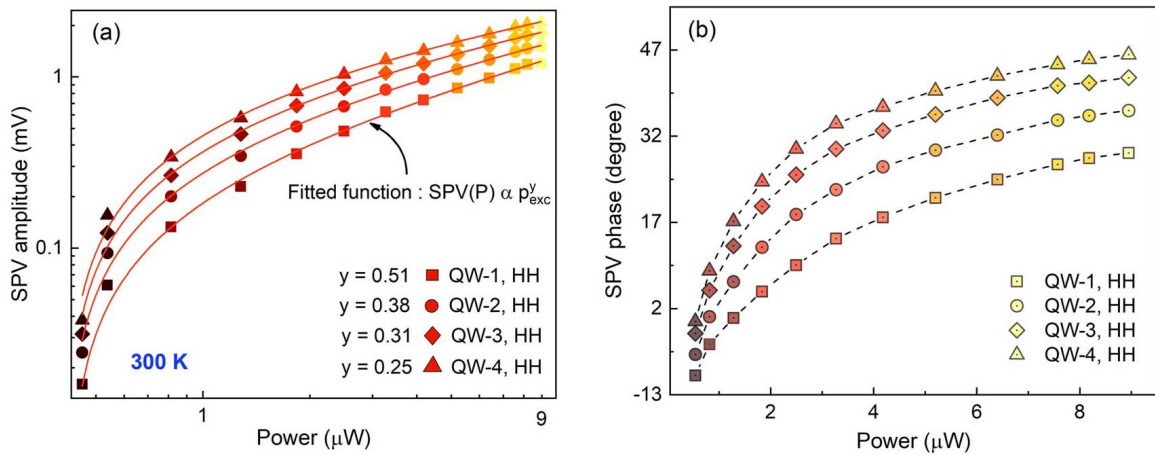 (a)
SPV amplitude (mV)
1
0.1
Fitted function : SPV(P) ∝ p_exc^y
y = 0.51 QW-1, HH
y = 0.38 QW-2, HH
y = 0.31 QW-3, HH
y = 0.25 QW-4, HH
300 K
1 9
Power (μW)
(b)
SPV phase (degree)
47
32
17
2
-13
QW-1, HH
QW-2, HH
QW-3, HH
QW-4, HH
2 4 6 8
Power (μW)